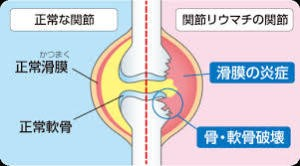 正常な関節
関節リウマチの関節
かつまく
正常滑膜
正常軟骨
滑膜の炎症
骨・軟骨破壊